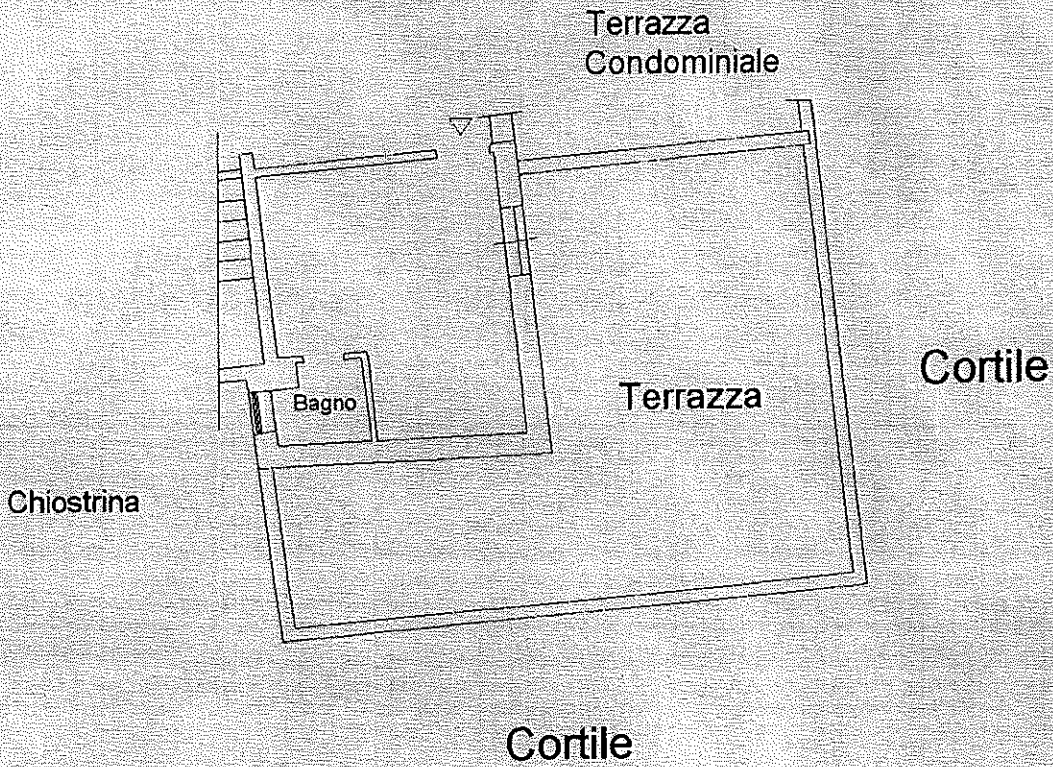 Terrazza
Condominiale
Cortile
Terrazza
Bagno
Chiostrina
Cortile